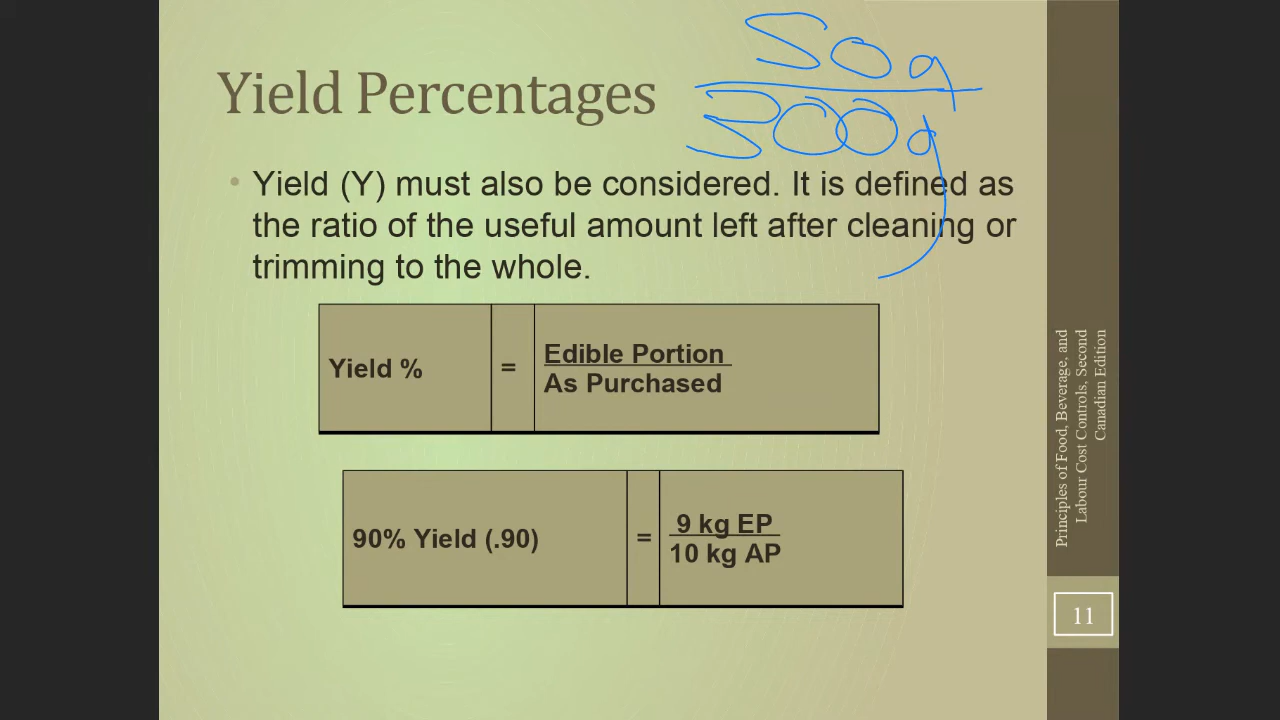 50g
500g
Yield Percentages
Yield (Y) must also be considered. It is defined as
the ratio of the useful amount left after cleaning or
trimming to the whole.
Yield % = Edible Portion
As Purchased
90% Yield (.90) = 9 kg EP
10 kg AP
Principles of Food, Beverage, and
Labour Cost Controls, Second
Canadian Edition
11